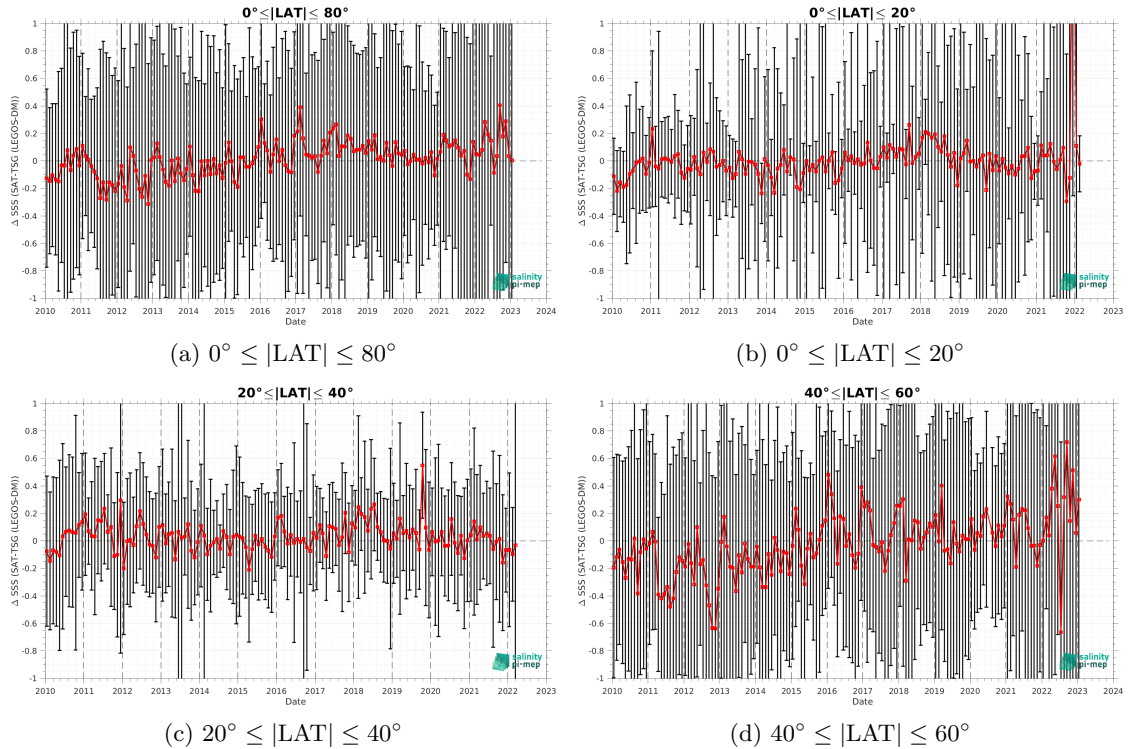 0°≤|LAT|≤ 80°
Δ SSS (SAT-TSG (LEGOS-DM))
1
0.8
0.6
0.4
0.2
0
-0.2
-0.4
-0.6
-0.8
-1
2010 2011 2012 2013 2014 2015 2016 2017 2018 2019 2020 2021 2022 2023 2024
Date
salinity
pi-mep
(a) 0° ≤ |LAT| ≤ 80°
0°≤|LAT|≤ 20°
Δ SSS (SAT-TSG (LEGOS-DM))
1
0.8
0.6
0.4
0.2
0
-0.2
-0.4
-0.6
-0.8
-1
2010 2011 2012 2013 2014 2015 2016 2017 2018 2019 2020 2021 2022 2023
Date
salinity
pi-mep
(b) 0° ≤ |LAT| ≤ 20°
20°≤|LAT|≤ 40°
Δ SSS (SAT-TSG (LEGOS-DM))
1
0.8
0.6
0.4
0.2
0
-0.2
-0.4
-0.6
-0.8
-1
2010 2011 2012 2013 2014 2015 2016 2017 2018 2019 2020 2021 2022 2023
Date
salinity
pi-mep
(c) 20° ≤ |LAT| ≤ 40°
40°≤|LAT|≤ 60°
Δ SSS (SAT-TSG (LEGOS-DM))
1
0.8
0.6
0.4
0.2
0
-0.2
-0.4
-0.6
-0.8
-1
2010 2011 2012 2013 2014 2015 2016 2017 2018 2019 2020 2021 2022 2023 2024
Date
salinity
pi-mep
(d) 40° ≤ |LAT| ≤ 60°